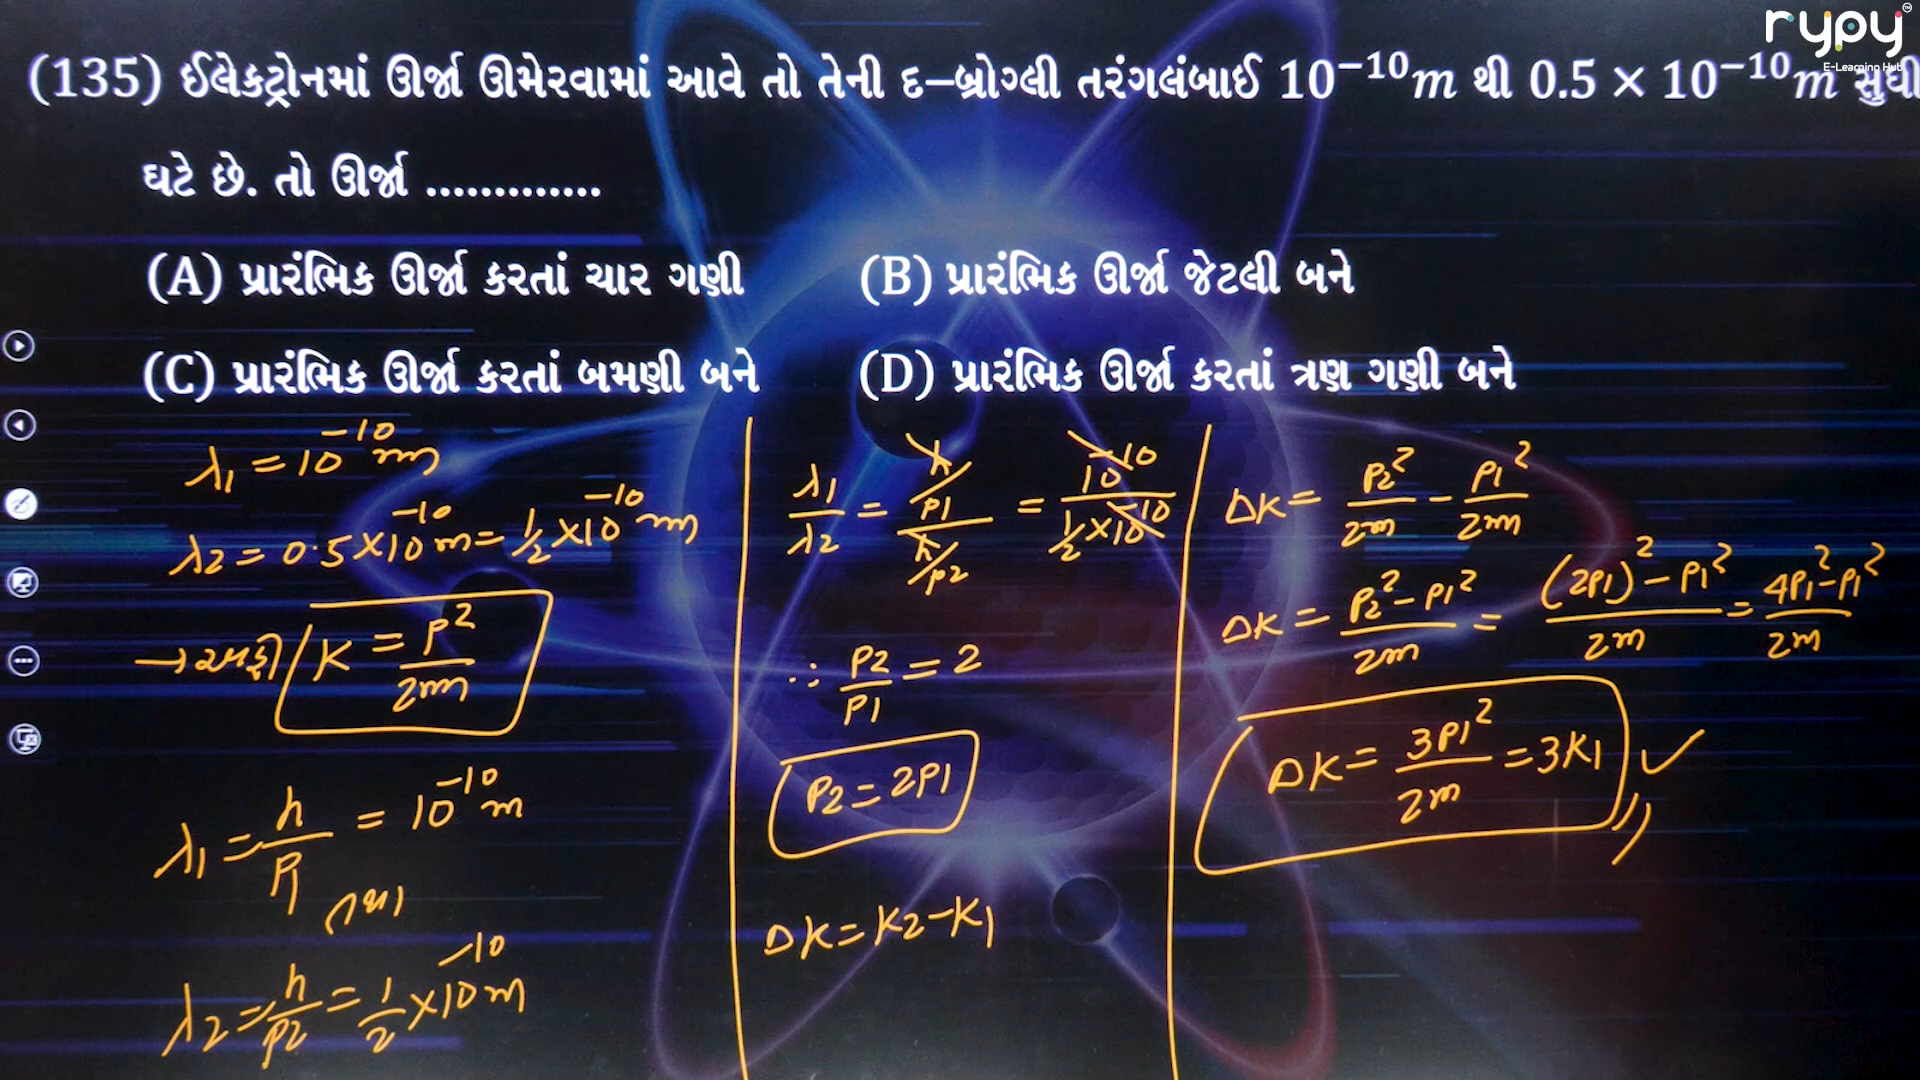 rypy
E-Learning Hub
(135) ઈલેકટ્રોનમાં ઊર્જા ઊમેરવામાં આવે તો તેની દ-બ્રોગ્લી તરંગલંબાઈ 10⁻¹⁰m થી 0.5 × 10⁻¹⁰m સુધી
ઘટે છે. તો ઊર્જા .............
(A) પ્રારંભિક ઊર્જા કરતાં ચાર ગણી (B) પ્રારંભિક ઊર્જા જેટલી બને
(C) પ્રારંભિક ઊર્જા કરતાં બમણી બને (D) પ્રારંભિક ઊર્જા કરતાં ત્રણ ગણી બને
λ1 = 10⁻¹⁰ m
λ2 = 0.5 × 10⁻¹⁰ m = 1/2 × 10⁻¹⁰ m
→ K = P²/2m
λ1 = h/P1 = 10⁻¹⁰ m
તથા
λ2 = h/P2 = 1/2 × 10⁻¹⁰ m
λ1/λ2 = (h/P1)/(h/P2) = 10⁻¹⁰/(1/2 × 10⁻¹⁰)
∴ P2/P1 = 2
P2 = 2P1
ΔK = K2 – K1
ΔK = P2²/2m – P1²/2m
ΔK = (P2² – P1²)/2m = ((2P1)² – P1²)/2m = (4P1² – P1²)/2m
ΔK = 3P1²/2m = 3K1 ✓